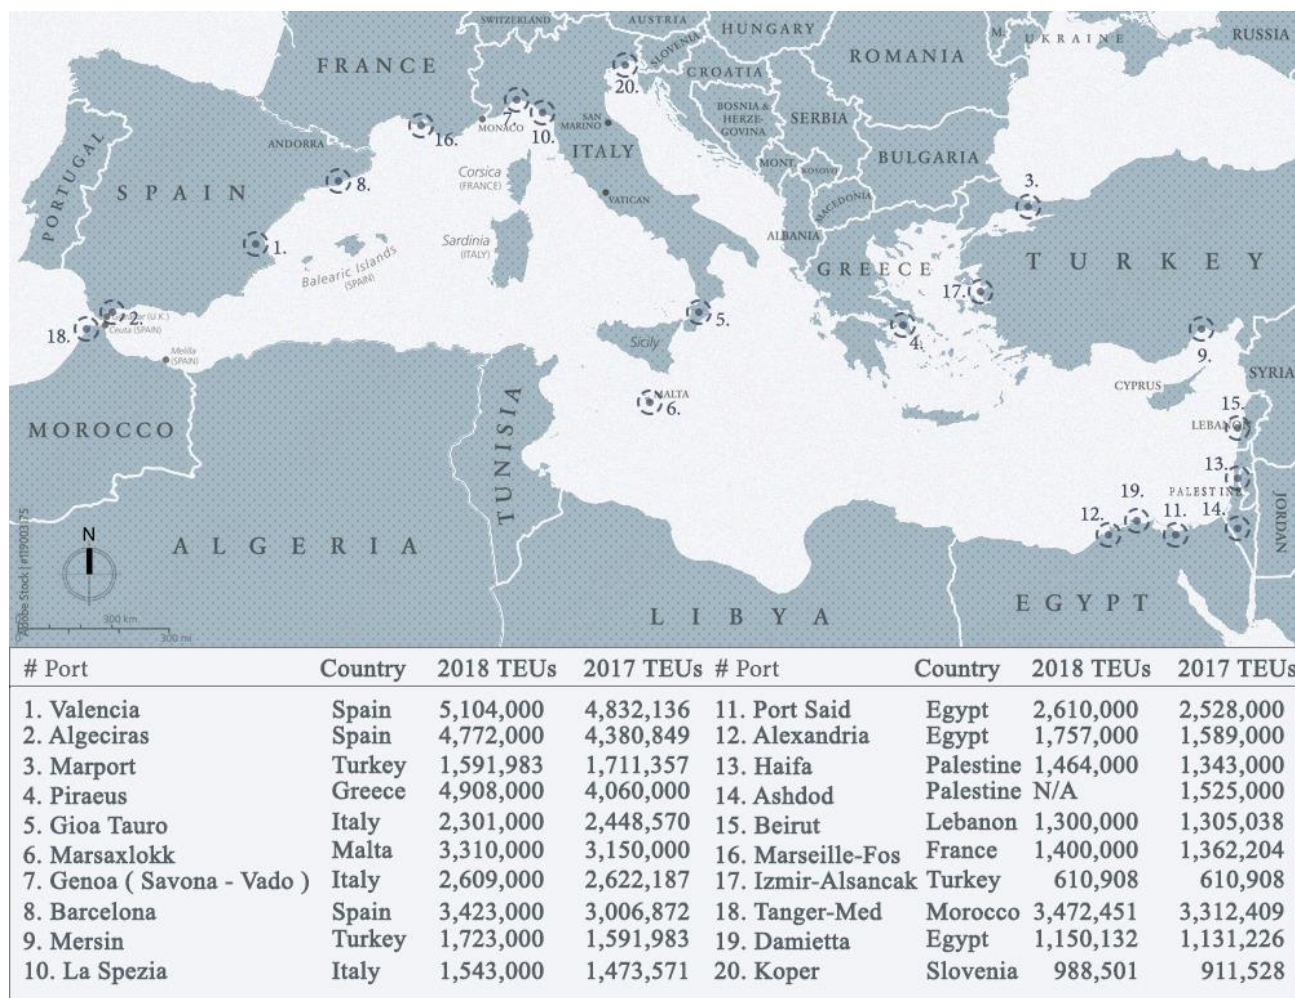 SWITZERLAND
AUSTRIA
HUNGARY
M.
UKRAINE
RUSSIA
FRANCE
SLOVENIA
ROMANIA
20.
CROATIA
7.
10.
MONACO
SAN
MARINO
BOSNIA &
HERZE-
GOVINA
SERBIA
16.
ANDORRA
ITALY
BULGARIA
MONT.
KOSOVO
Corsica
(FRANCE)
8.
PORTUGAL
SPAIN
VATICAN
MACEDONIA
3.
ALBANIA
Sardinia
(ITALY)
1.
Balearic Islands
(SPAIN)
GREECE
TURKEY
17.
2.
Gibraltar (U.K.)
Ceuta (SPAIN)
18.
5.
4.
Sicily
9.
Melilla
(SPAIN)
SYRIA
CYPRUS
MALTA
6.
15.
LEBANON
MOROCCO
TUNISIA
13.
PALESTINE
19.
12.
11.
14.
JORDAN
N
ALGERIA
LIBYA
EGYPT
Adobe Stock | #119003175
0
300 km
300 mi
# Port Country 2018 TEUs 2017 TEUs # Port Country 2018 TEUs 2017 TEUs
1. Valencia Spain 5,104,000 4,832,136 11. Port Said Egypt 2,610,000 2,528,000
2. Algeciras Spain 4,772,000 4,380,849 12. Alexandria Egypt 1,757,000 1,589,000
3. Marport Turkey 1,591,983 1,711,357 13. Haifa Palestine 1,464,000 1,343,000
4. Piraeus Greece 4,908,000 4,060,000 14. Ashdod Palestine N/A 1,525,000
5. Gioa Tauro Italy 2,301,000 2,448,570 15. Beirut Lebanon 1,300,000 1,305,038
6. Marsaxlokk Malta 3,310,000 3,150,000 16. Marseille-Fos France 1,400,000 1,362,204
7. Genoa ( Savona - Vado ) Italy 2,609,000 2,622,187 17. Izmir-Alsancak Turkey 610,908 610,908
8. Barcelona Spain 3,423,000 3,006,872 18. Tanger-Med Morocco 3,472,451 3,312,409
9. Mersin Turkey 1,723,000 1,591,983 19. Damietta Egypt 1,150,132 1,131,226
10. La Spezia Italy 1,543,000 1,473,571 20. Koper Slovenia 988,501 911,528